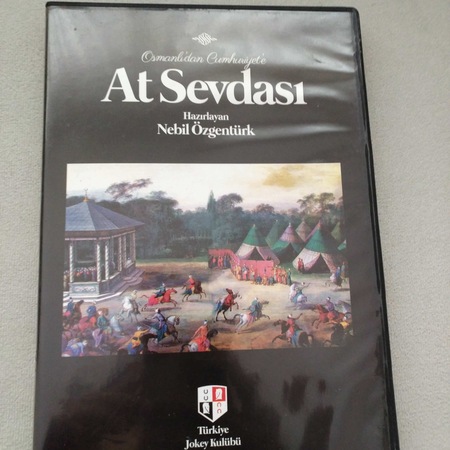 Osmanlı'dan Cumhuriyet'e
At Sevdası
Hazırlayan
Nebil Özgentürk
Türkiye
Jokey Kulübü